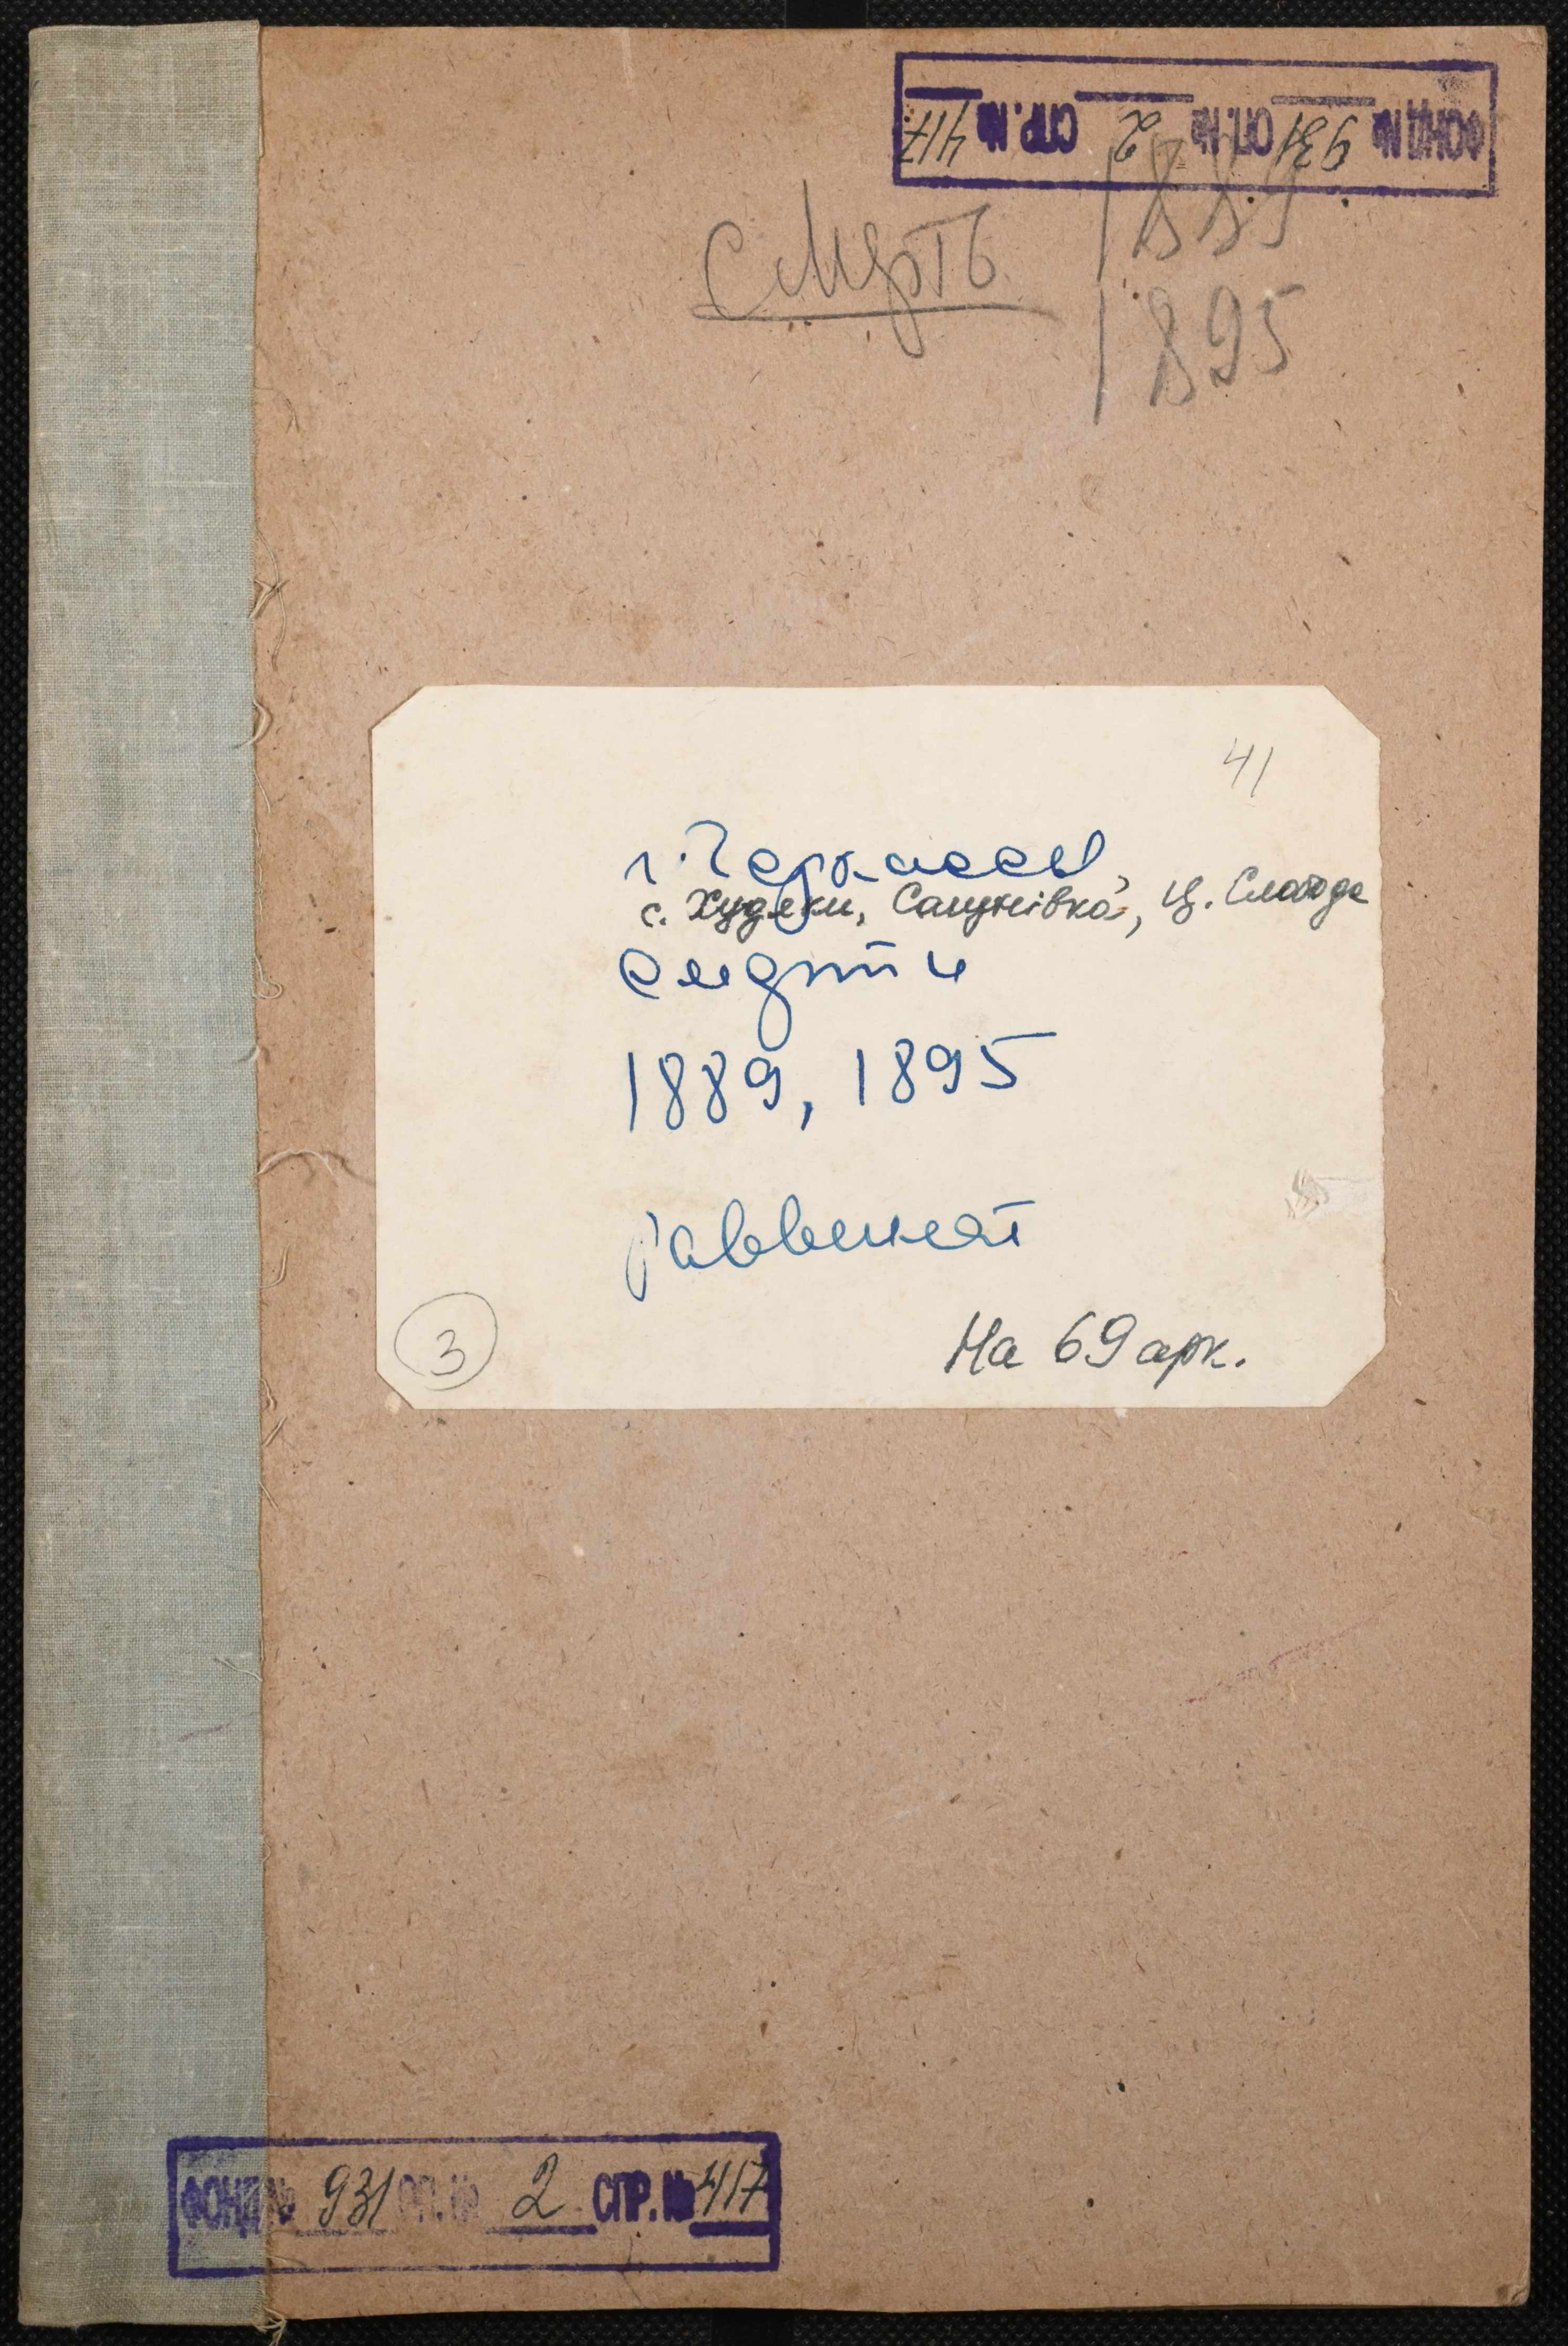 ФОНД № 931 ОП. № 2 СПР. № 417
смерть 1889
1895
41
г. Черкассы,
с. Худяки, Сагунівка, Ц. Слобода
смерти
1889, 1895
раввинат
3
На 69 арк.
ФОНД № 931 ОП. № 2 СПР. № 417